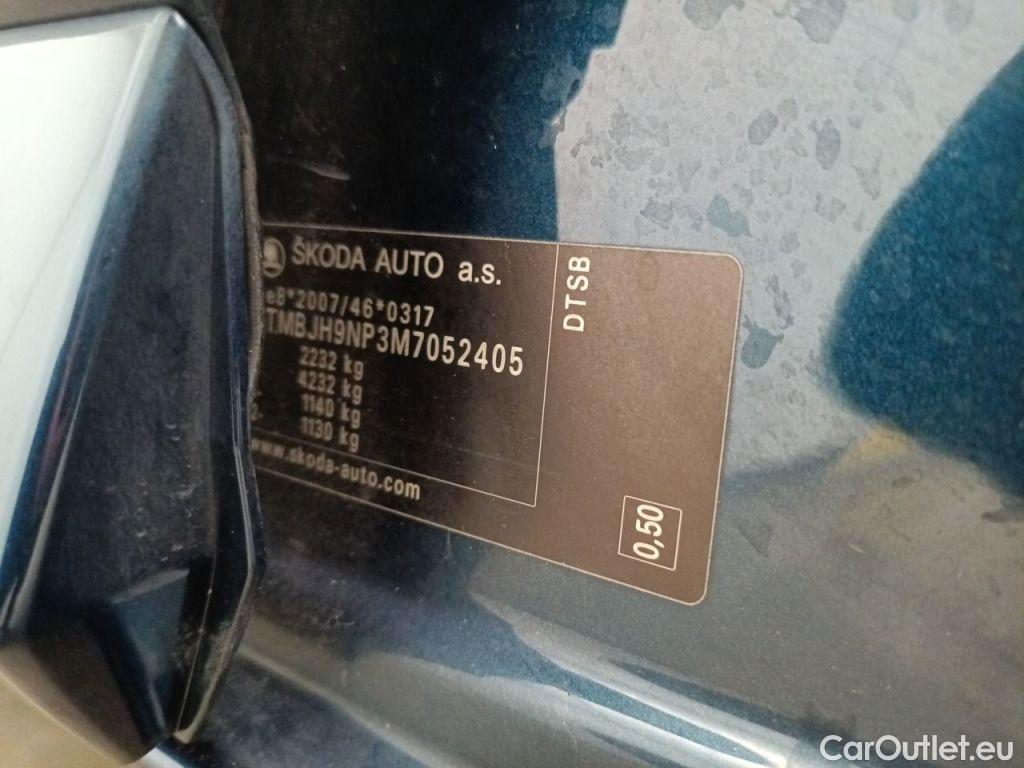 ŠKODA AUTO a.s.
e8*2007/46*0317
TMBJH9NP3M7052405
2232 kg
4232 kg
1140 kg
1130 kg
www.skoda-auto.com
DTSB
0,50
CarOutlet.eu